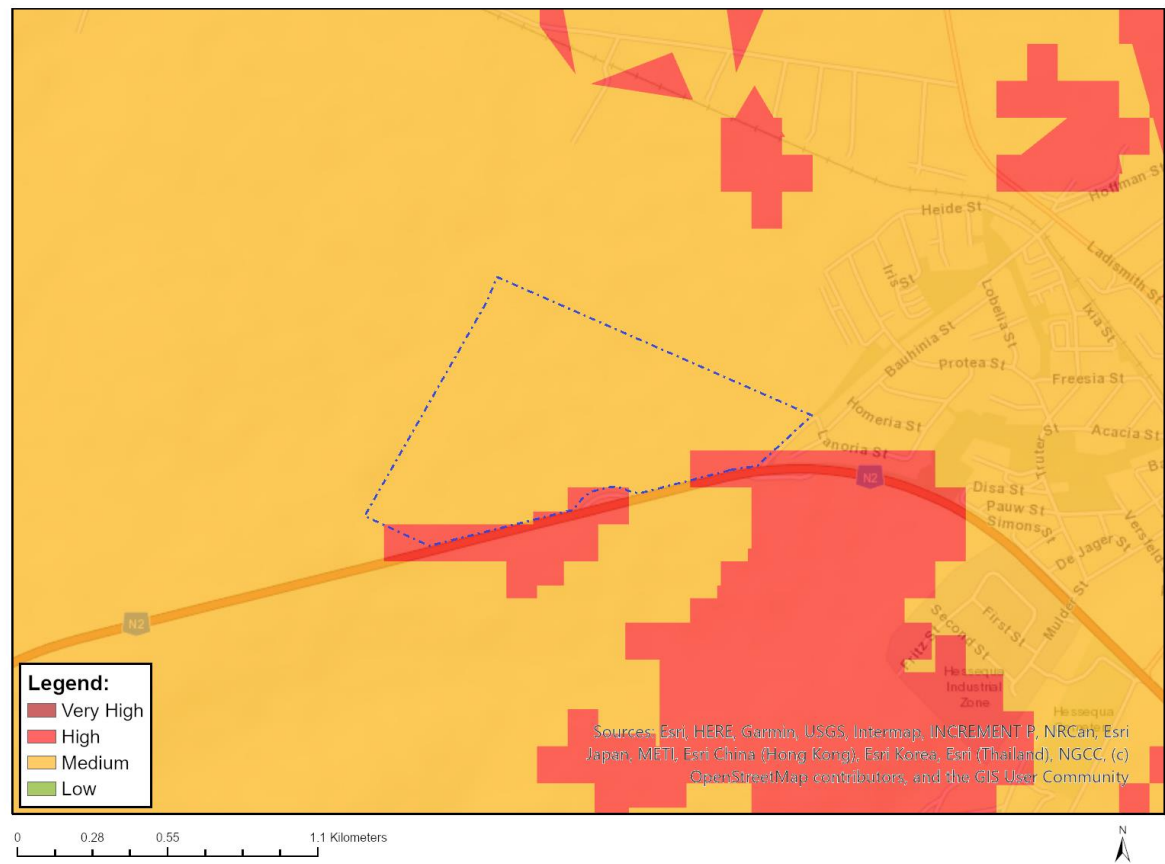 Hoffman St
Heide St
Ladismith St
Iris St
Lobelia St
Ixia St
Bauhinia St
Protea St
Freesia St
Homeria St
Acacia St
Lanoria St
Truter St
Ba
N2
Disa St
Pauw St
Simons St
Versfeld
De Jager St
N2
Mulder St
First St
Second St
Fritz St
Hessequa
Industrial
Zone
Hessequa
Legend:
Very High
High
Medium
Low
Sources: Esri, HERE, Garmin, USGS, Intermap, INCREMENT P, NRCan, Esri
Japan, METI, Esri China (Hong Kong), Esri Korea, Esri (Thailand), NGCC, (c)
OpenStreetMap contributors, and the GIS User Community
0 0.28 0.55 1.1 Kilometers
N